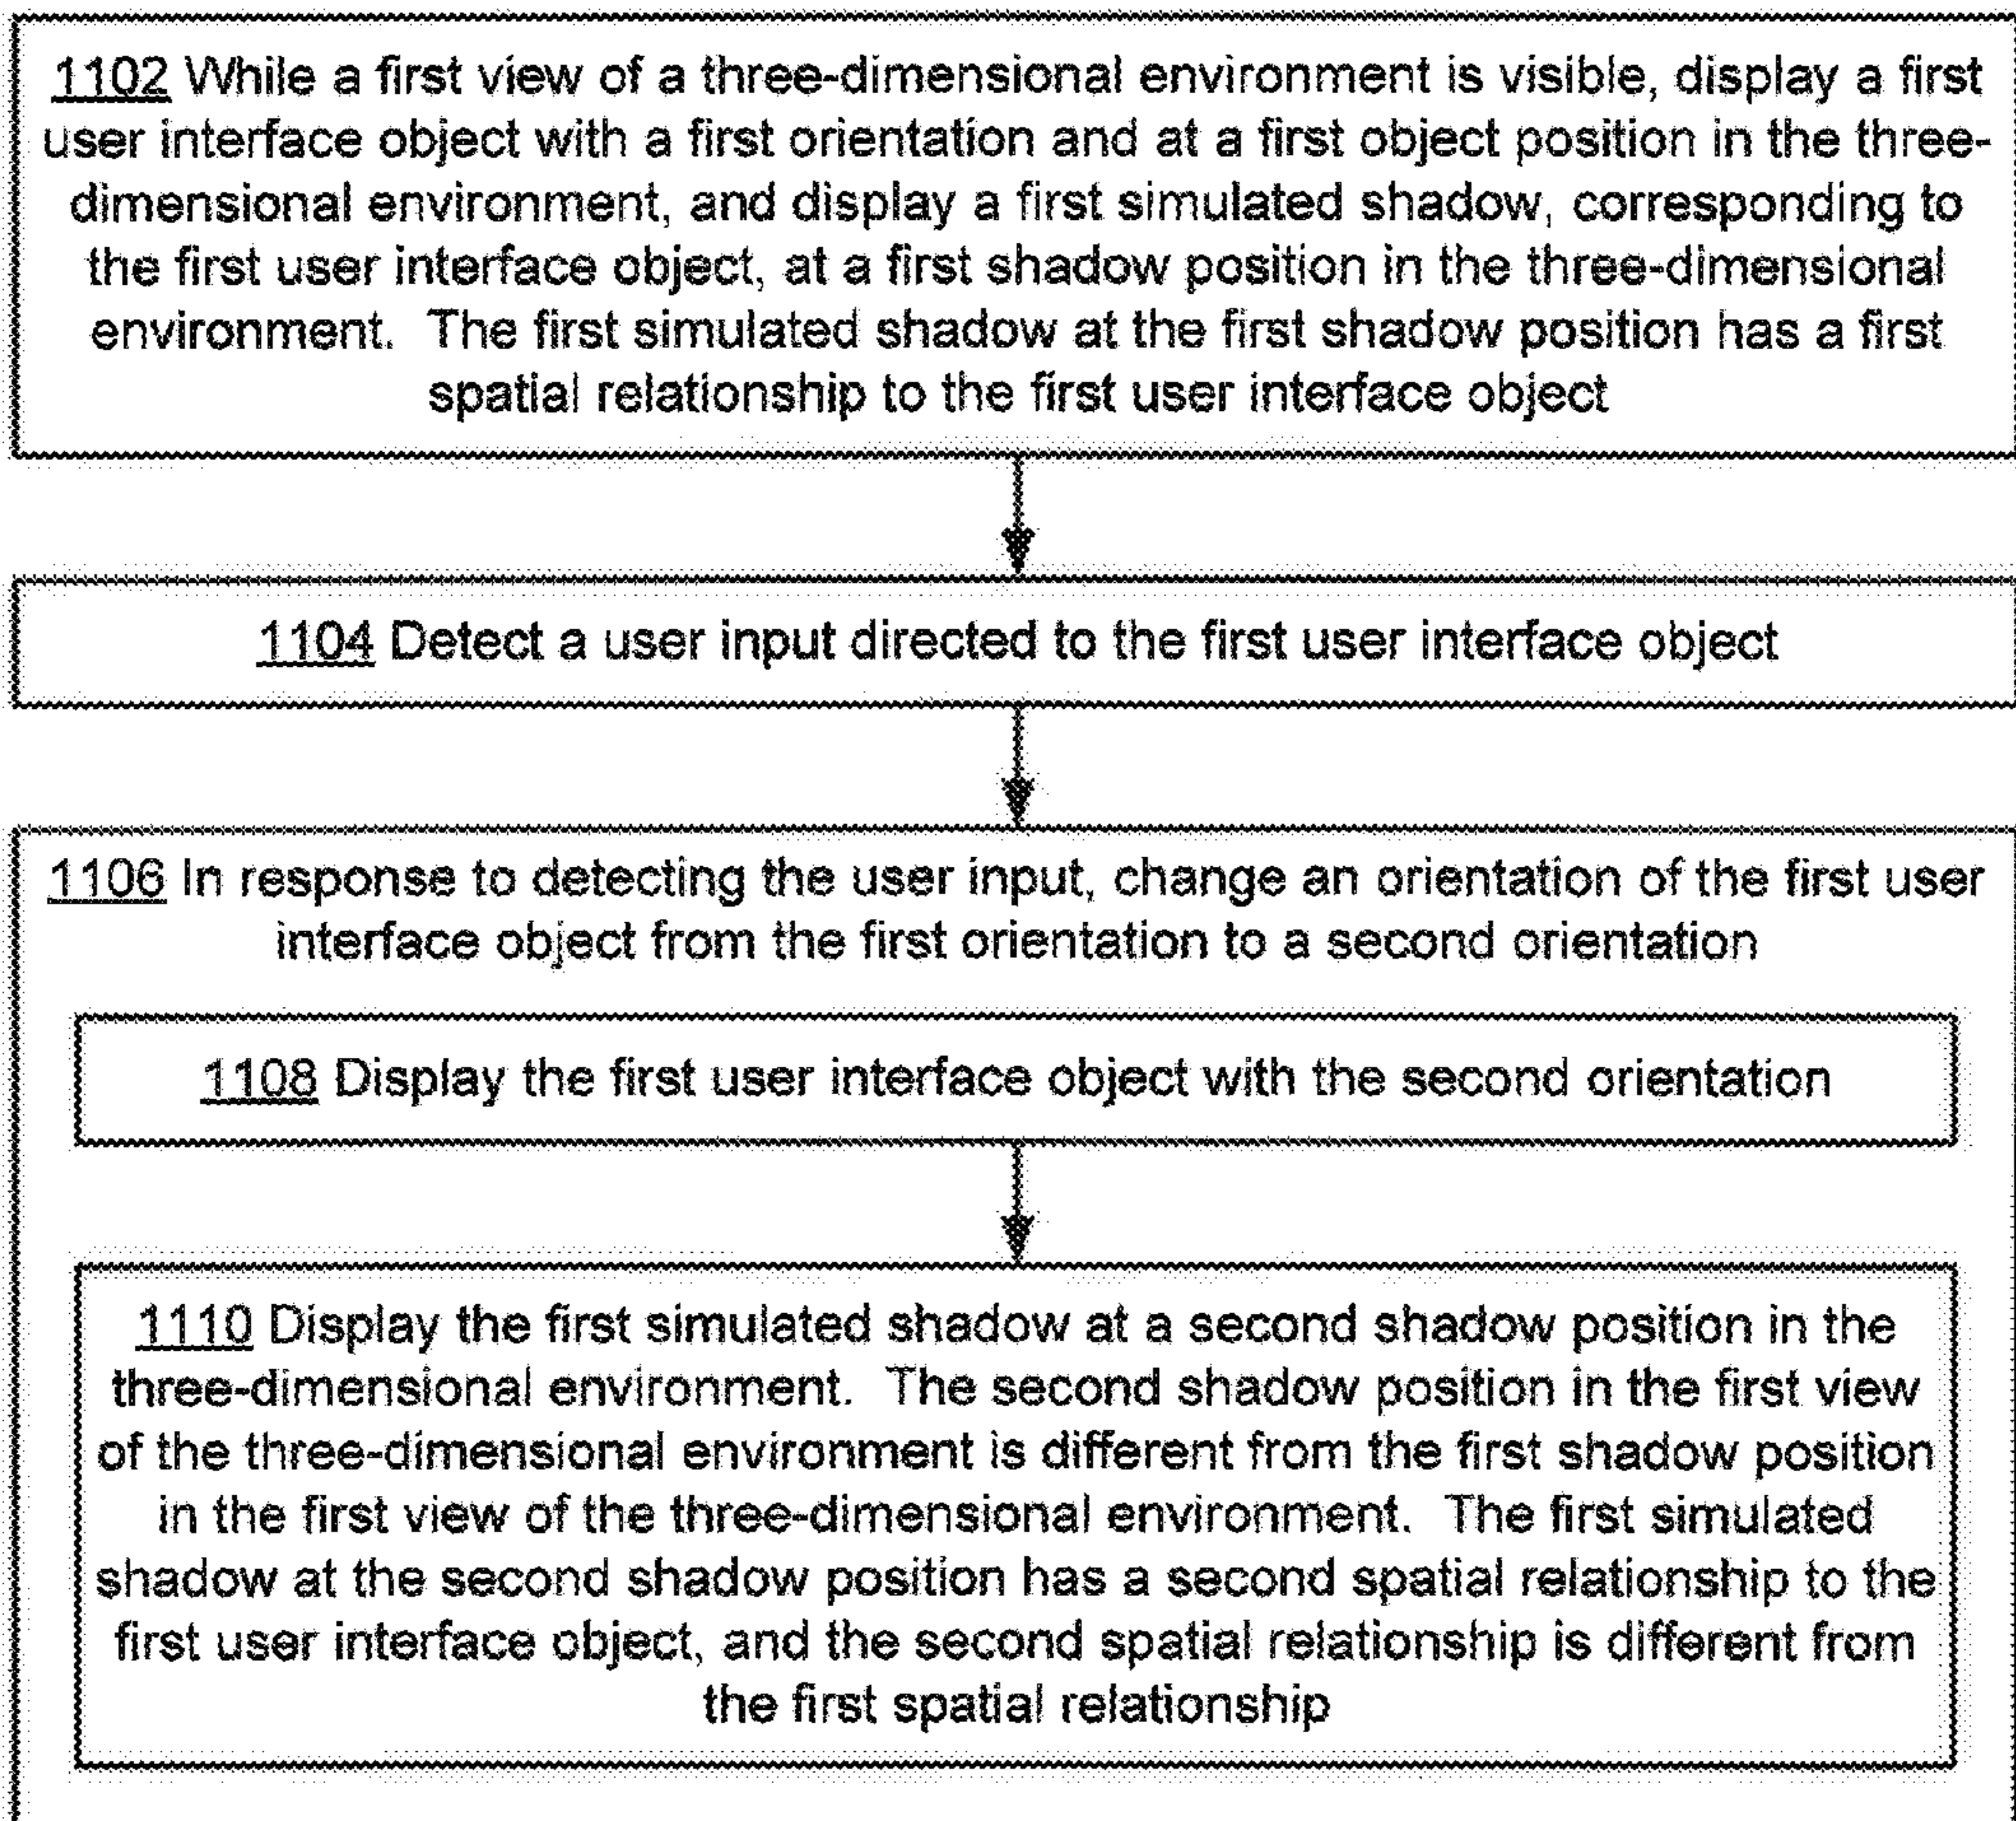 1102 While a first view of a three-dimensional environment is visible, display a first
user interface object with a first orientation and at a first object position in the three-
dimensional environment, and display a first simulated shadow, corresponding to
the first user interface object, at a first shadow position in the three-dimensional
environment.  The first simulated shadow at the first shadow position has a first
spatial relationship to the first user interface object
1104 Detect a user input directed to the first user interface object
1106 In response to detecting the user input, change an orientation of the first user
interface object from the first orientation to a second orientation
1108 Display the first user interface object with the second orientation
1110 Display the first simulated shadow at a second shadow position in the
three-dimensional environment.  The second shadow position in the first view
of the three-dimensional environment is different from the first shadow position
in the first view of the three-dimensional environment.  The first simulated
shadow at the second shadow position has a second spatial relationship to the
first user interface object, and the second spatial relationship is different from
the first spatial relationship